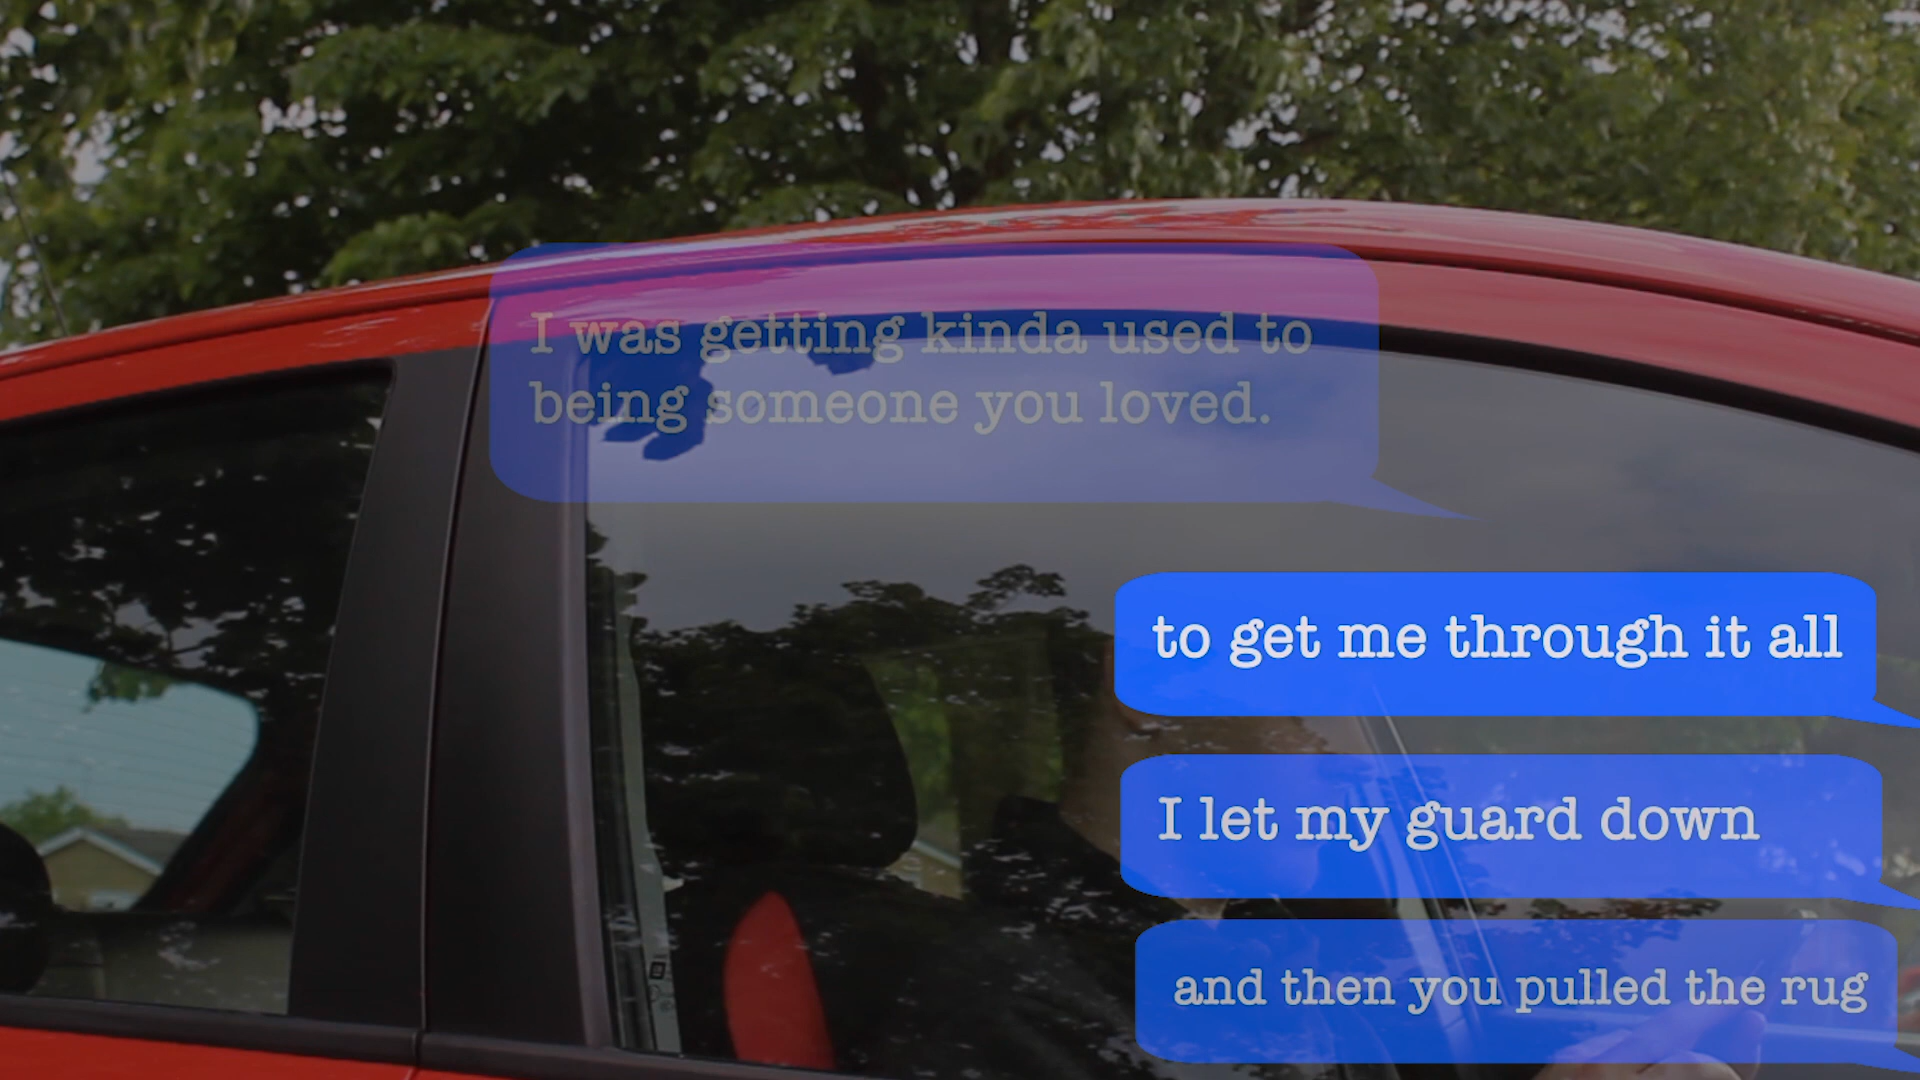 I was getting kinda used to
being someone you loved.
to get me through it all
I let my guard down
and then you pulled the rug